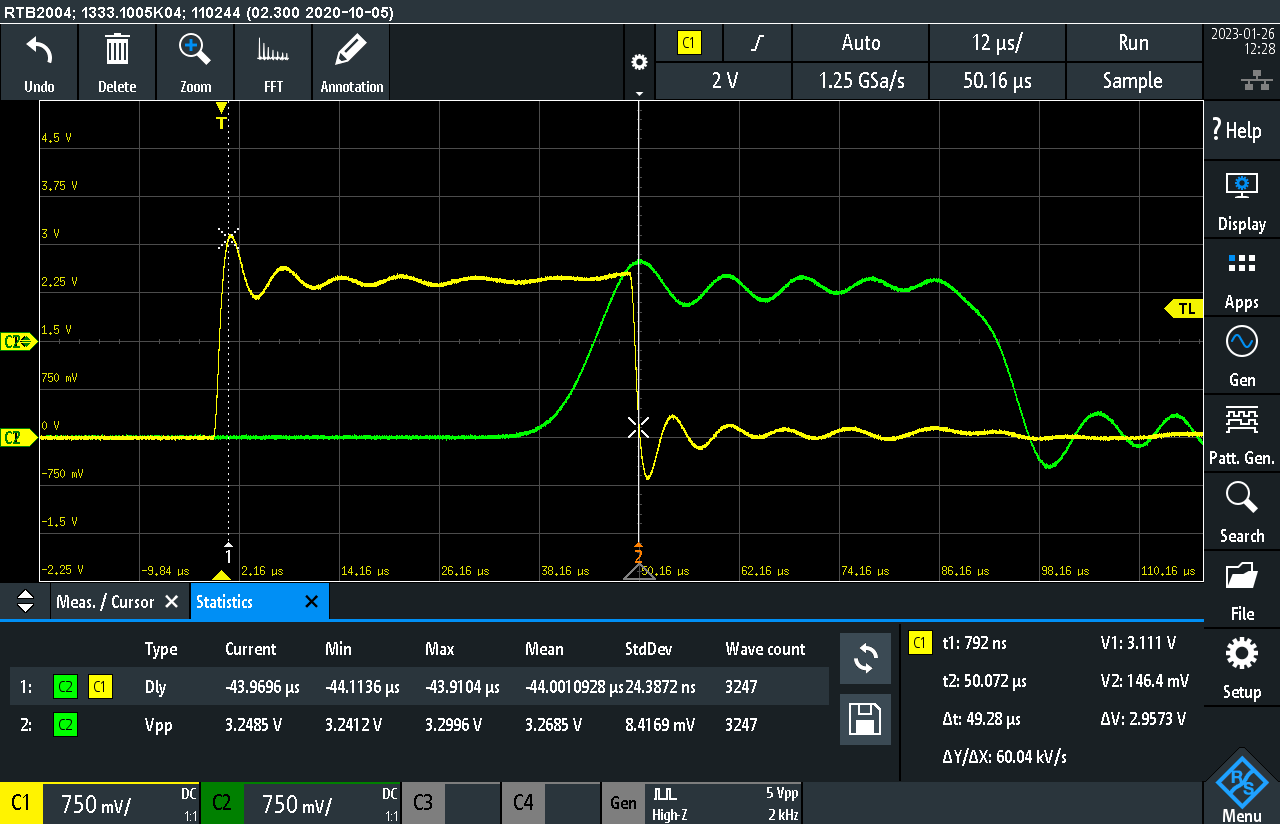 RTB2004; 1333.1005K04; 110244 (02.300 2020-10-05)
Undo Delete Zoom FFT Annotation
C1 Auto 12 µs/ Run
2 V 1.25 GSa/s 50.16 µs Sample
2023-01-26
12:28
T
4.5 V
3.75 V
3 V
2.25 V
1.5 V
750 mV
0 V
-750 mV
-1.5 V
-2.25 V
TL
1
2
-9.84 µs 2.16 µs 14.16 µs 26.16 µs 38.16 µs 50.16 µs 62.16 µs 74.16 µs 86.16 µs 98.16 µs 110.16 µs
? Help
Display
Apps
Gen
Patt. Gen.
Search
File
Setup
Menu
Meas. / Cursor Statistics
Type Current Min Max Mean StdDev Wave count
1: C2 C1 Dly -43.9696 µs -44.1136 µs -43.9104 µs -44.0010928 µs 24.3872 ns 3247
2: C2 Vpp 3.2485 V 3.2412 V 3.2996 V 3.2685 V 8.4169 mV 3247
C1 t1: 792 ns V1: 3.111 V
t2: 50.072 µs V2: 146.4 mV
Δt: 49.28 µs ΔV: 2.9573 V
ΔY/ΔX: 60.04 kV/s
C1 750 mV/ DC 1:1
C2 750 mV/ DC 1:1
C3
C4
Gen High-Z 5 Vpp 2 kHz
R&S